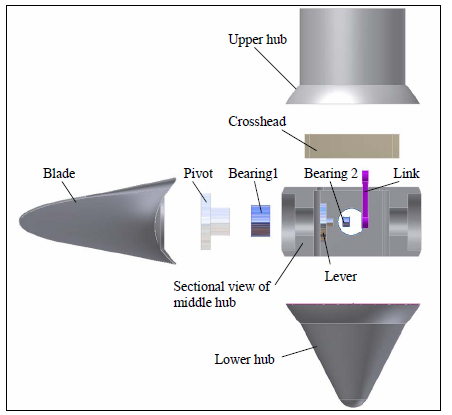 Upper hub
Crosshead
Blade
Pivot
Bearing1
Bearing 2
Link
Lever
Sectional view of
middle hub
Lower hub